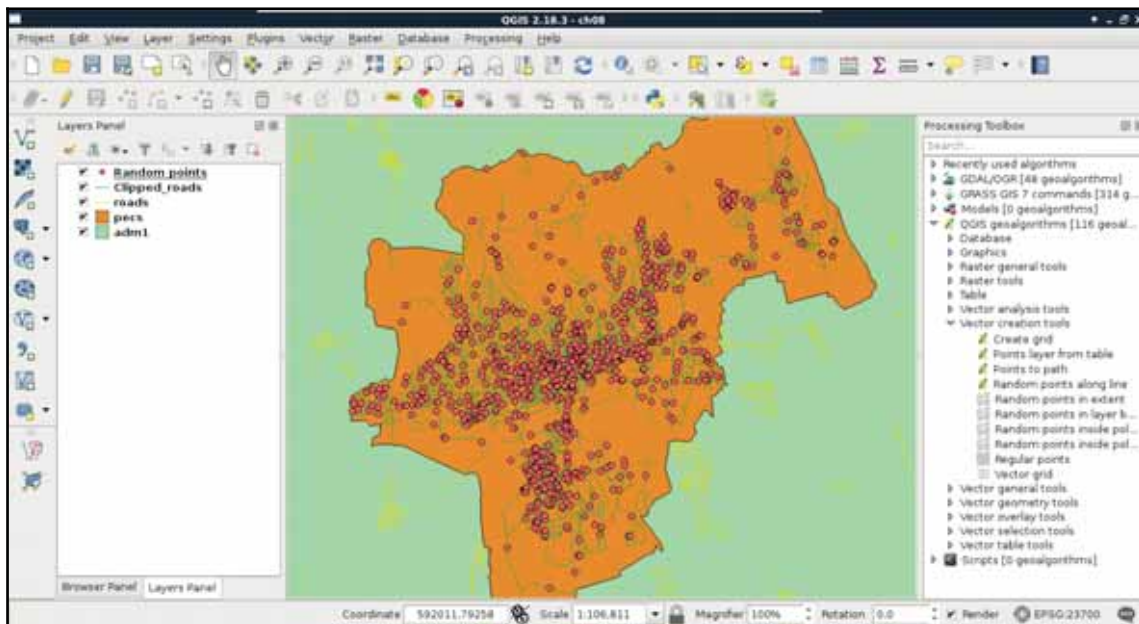 QGIS 2.18.3 - ch08
Project Edit View Layer Settings Plugins Vector Raster Database Processing Help
Layers Panel
Random_points
Clipped_roads
roads
pecs
adm1
Browser Panel Layers Panel
Processing Toolbox
Search...
Recently used algorithms
GDAL/OGR [48 geoalgorithms]
GRASS GIS 7 commands [314 g...
Models [0 geoalgorithms]
QGIS geoalgorithms [116 geoal...
Database
Graphics
Raster general tools
Raster tools
Table
Vector analysis tools
Vector creation tools
Create grid
Points layer from table
Points to path
Random points along line
Random points in extent
Random points in layer b...
Random points inside pol...
Random points inside pol...
Regular points
Vector grid
Vector general tools
Vector geometry tools
Vector overlay tools
Vector selection tools
Vector table tools
Scripts [0 geoalgorithms]
Coordinate 592011,79258 Scale 1:106,811 Magnifier 100% Rotation 0.0 Render EPSG:23700